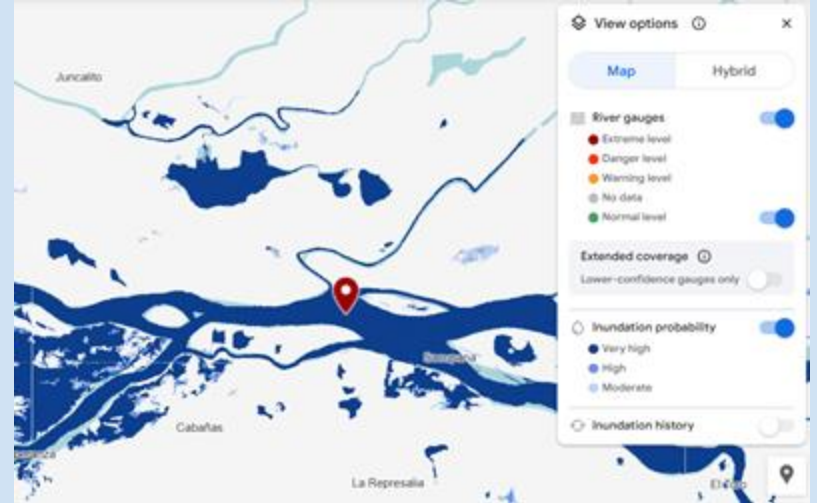 Juncalito
Cabañas
La Represalia
View options
Map
Hybrid
River gauges
Extreme level
Danger level
Warning level
No data
Normal level
Extended coverage
Lower-confidence gauges only
Inundation probability
Very high
High
Moderate
Inundation history